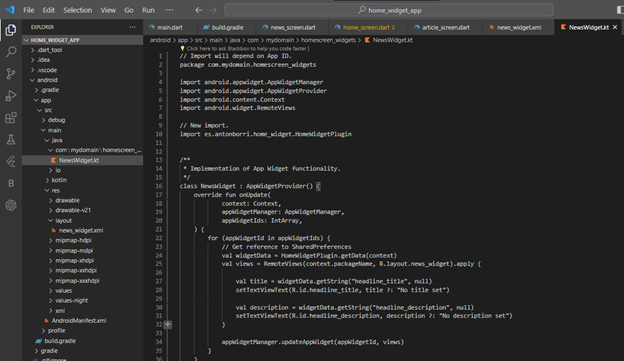 File Edit Selection View Go Run ···
home_widget_app
EXPLORER ···
HOME_WIDGET_APP
.dart_tool
.idea
.vscode
android
.gradle
app
src
debug
main
java
com \ mydomain \ homescreen_...
NewsWidget.kt
io
kotlin
res
drawable
drawable-v21
layout
news_widget.xml
mipmap-hdpi
mipmap-mdpi
mipmap-xhdpi
mipmap-xxhdpi
mipmap-xxxhdpi
values
values-night
xml
AndroidManifest.xml
profile
build.gradle
gradle
.gitignore
main.dart build.gradle news_screen.dart home_screen.dart 2 article_screen.dart news_widget.xml NewsWidget.kt
android > app > src > main > java > com > mydomain > homescreen_widgets > NewsWidget.kt
Click here to ask Blackbox to help you code faster |
1 // Import will depend on App ID.
2 package com.mydomain.homescreen_widgets
3
4 import android.appwidget.AppWidgetManager
5 import android.appwidget.AppWidgetProvider
6 import android.content.Context
7 import android.widget.RemoteViews
8
9 // New import.
10 import es.antonborri.home_widget.HomeWidgetPlugin
11
12
13 /**
14 * Implementation of App Widget functionality.
15 */
16 class NewsWidget : AppWidgetProvider() {
17 override fun onUpdate(
18 context: Context,
19 appWidgetManager: AppWidgetManager,
20 appWidgetIds: IntArray,
21 ) {
22 for (appWidgetId in appWidgetIds) {
23 // Get reference to SharedPreferences
24 val widgetData = HomeWidgetPlugin.getData(context)
25 val views = RemoteViews(context.packageName, R.layout.news_widget).apply {
26
27 val title = widgetData.getString("headline_title", null)
28 setTextViewText(R.id.headline_title, title ?: "No title set")
29
30 val description = widgetData.getString("headline_description", null)
31 setTextViewText(R.id.headline_description, description ?: "No description set")
32 }
33
34 appWidgetManager.updateAppWidget(appWidgetId, views)
35 }
36 }